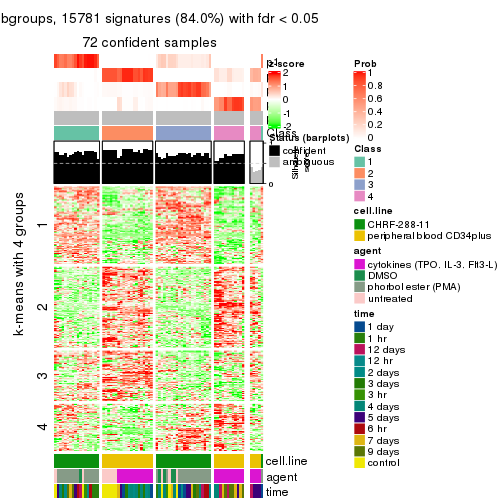 bgroups, 15781 signatures (84.0%) with fdr < 0.05
72 confident samples
k-means with 4 groups
1
2
3
4
p1
z-score
2
1
0
-1
-2
Class
Status (barplots)
confident
ambiguous
1
0
cell.line
agent
time
Prob
1
0.8
0.6
0.4
0.2
0
Class
1
2
3
4
cell.line
CHRF-288-11
peripheral blood CD34plus
agent
cytokines (TPO, IL-3, Flt3-L)
DMSO
phorbol ester (PMA)
untreated
time
1 day
1 hr
12 days
12 hr
2 days
3 days
3 hr
4 days
5 days
6 hr
7 days
9 days
control